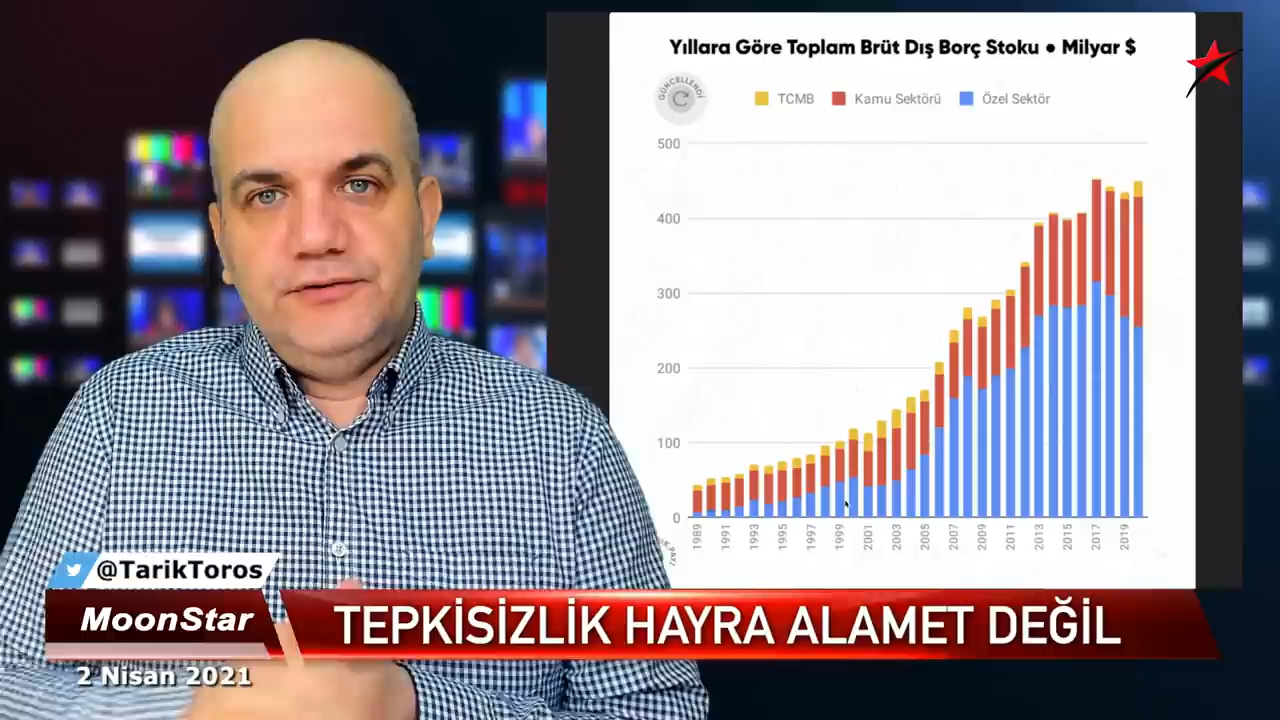 Yıllara Göre Toplam Brüt Dış Borç Stoku ● Milyar $
GÜNCELLENDİ
TCMB Kamu Sektörü Özel Sektör
500
400
300
200
100
0
1989 1991 1993 1995 1997 1999 2001 2003 2005 2007 2009 2011 2013 2015 2017 2019
@TarikToros
MoonStar
TEPKİSİZLİK HAYRA ALAMET DEĞİL
2 Nisan 2021